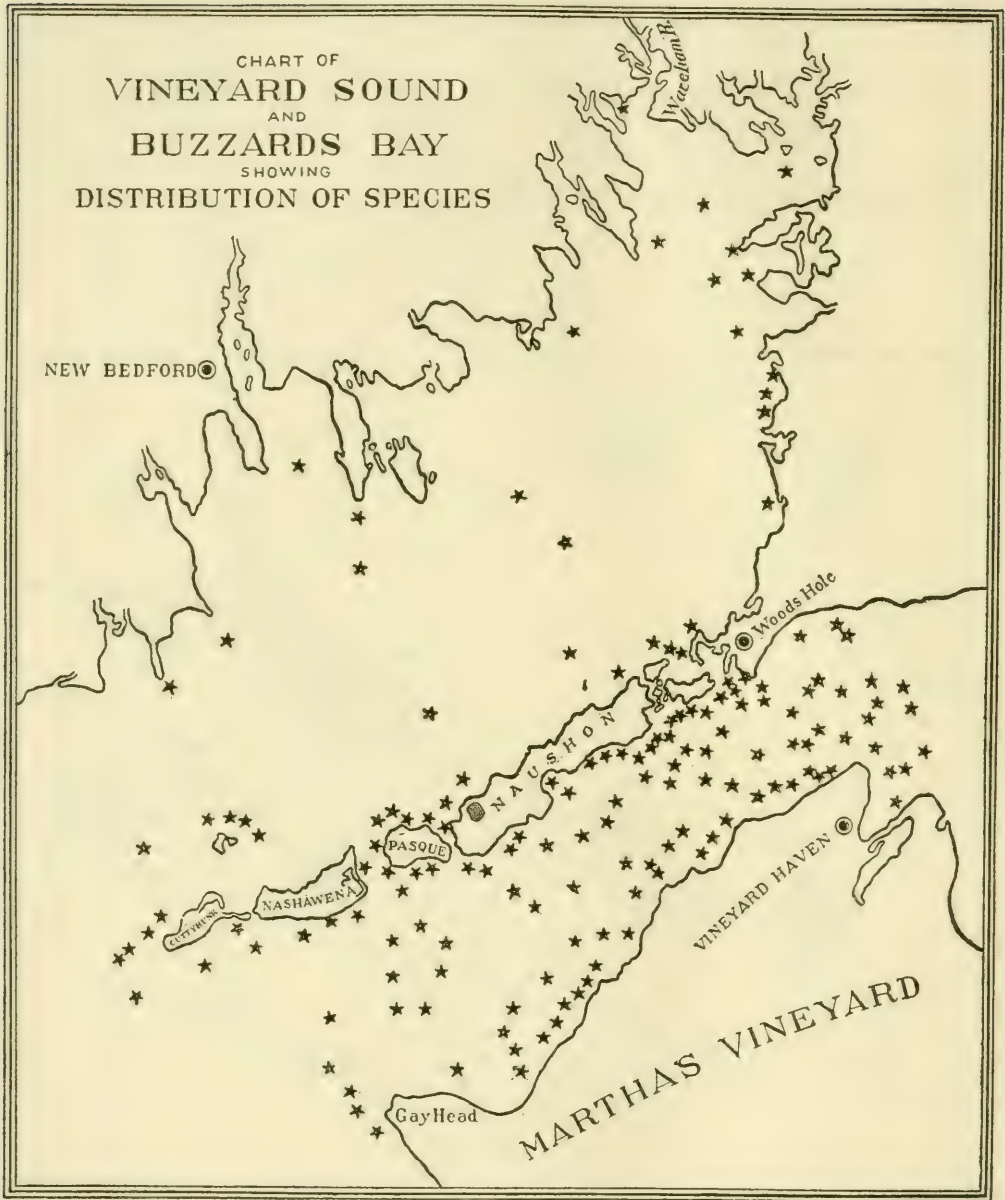 CHART OF
VINEYARD SOUND
AND
BUZZARDS BAY
SHOWING
DISTRIBUTION OF SPECIES
Wareham R.
NEW BEDFORD
Woods Hole
NAUSHON
PASQUE
NASHAWENA
CUTTYHUNK
VINEYARD HAVEN
MARTHAS VINEYARD
Gay Head